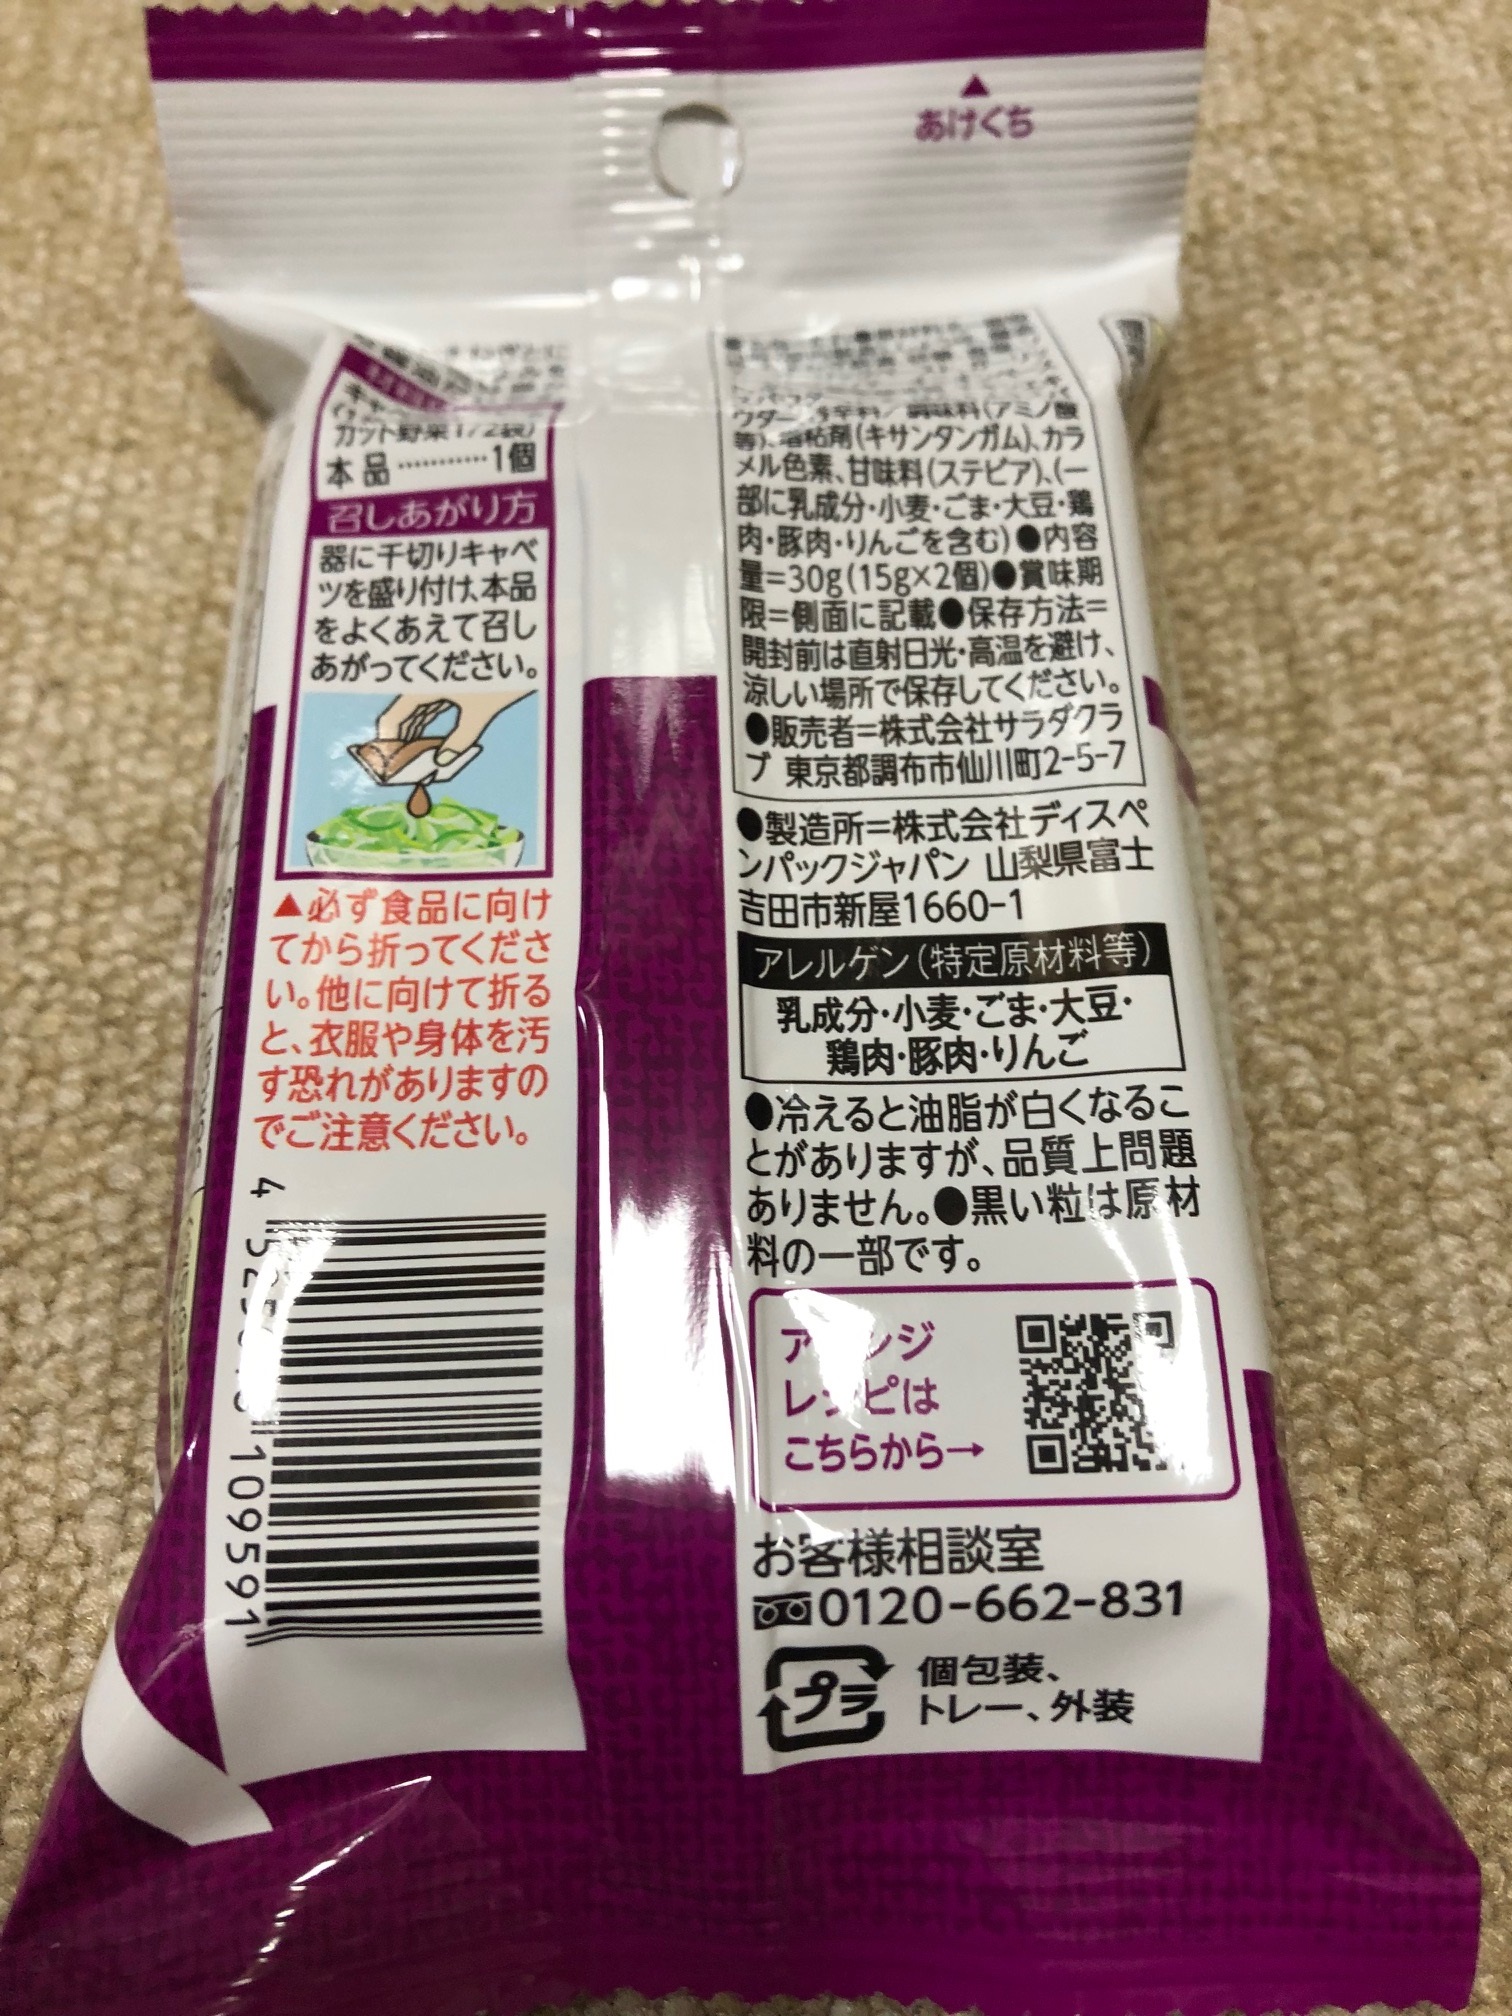 あけくち
カット野菜1/2袋)
本品…………1個
召しあがり方
器に千切りキャベ
ツを盛り付け、本品
をよくあえて召し
あがってください。
▲必ず食品に向け
てから折ってくださ
い。他に向けて折る
と、衣服や身体を汚
す恐れがありますの
でご注意ください。
4
109591
調味料(アミノ酸
等)、増粘剤(キサンタンガム)、カラ
メル色素、甘味料(ステビア)、(一
部に乳成分・小麦・ごま・大豆・鶏
肉・豚肉・りんごを含む)●内容
量=30g(15g×2個)●賞味期
限=側面に記載●保存方法=
開封前は直射日光・高温を避け、
涼しい場所で保存してください。
●販売者=株式会社サラダクラ
ブ 東京都調布市仙川町2-5-7
●製造所=株式会社ディスペ
ンパックジャパン 山梨県富士
吉田市新屋1660-1
アレルゲン(特定原材料等)
乳成分・小麦・ごま・大豆・
鶏肉・豚肉・りんご
●冷えると油脂が白くなるこ
とがありますが、品質上問題
ありません。●黒い粒は原材
料の一部です。
アレンジ
レシピは
こちらから→
お客様相談室
0120-662-831
プラ
個包装、
トレー、外装